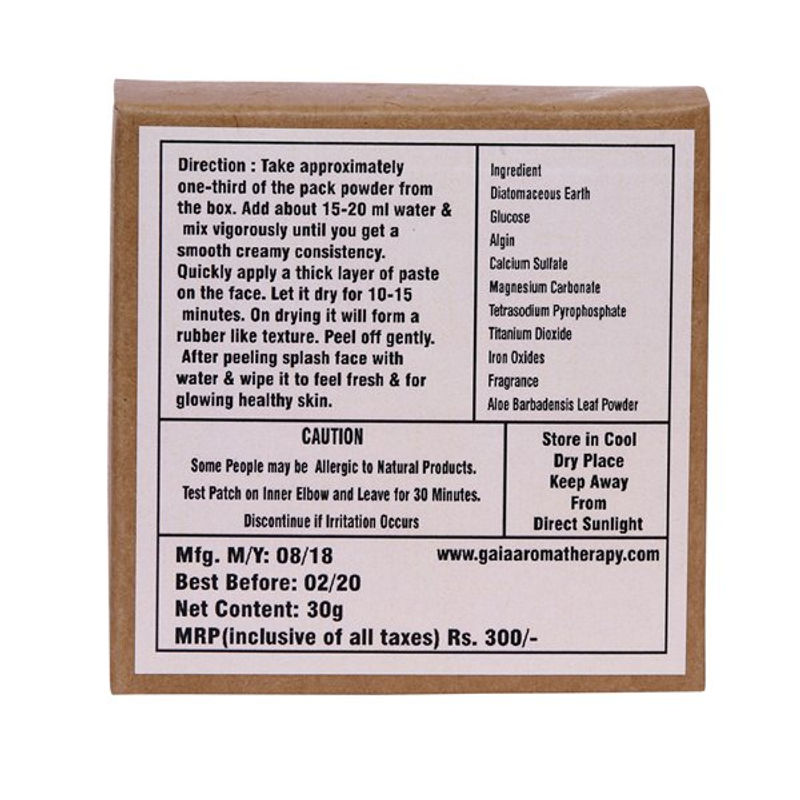 Direction : Take approximately
one-third of the pack powder from
the box. Add about 15-20 ml water &
mix vigorously until you get a
smooth creamy consistency.
Quickly apply a thick layer of paste
on the face. Let it dry for 10-15
minutes. On drying it will form a
rubber like texture. Peel off gently.
After peeling splash face with
water & wipe it to feel fresh & for
glowing healthy skin.
Ingredient
Diatomaceous Earth
Glucose
Algin
Calcium Sulfate
Magnesium Carbonate
Tetrasodium Pyrophosphate
Titanium Dioxide
Iron Oxides
Fragrance
Aloe Barbadensis Leaf Powder
CAUTION
Some People may be Allergic to Natural Products.
Test Patch on Inner Elbow and Leave for 30 Minutes.
Discontinue if Irritation Occurs
Store in Cool
Dry Place
Keep Away
From
Direct Sunlight
Mfg. M/Y: 08/18
www.gaiaaromatherapy.com
Best Before: 02/20
Net Content: 30g
MRP(inclusive of all taxes) Rs. 300/-